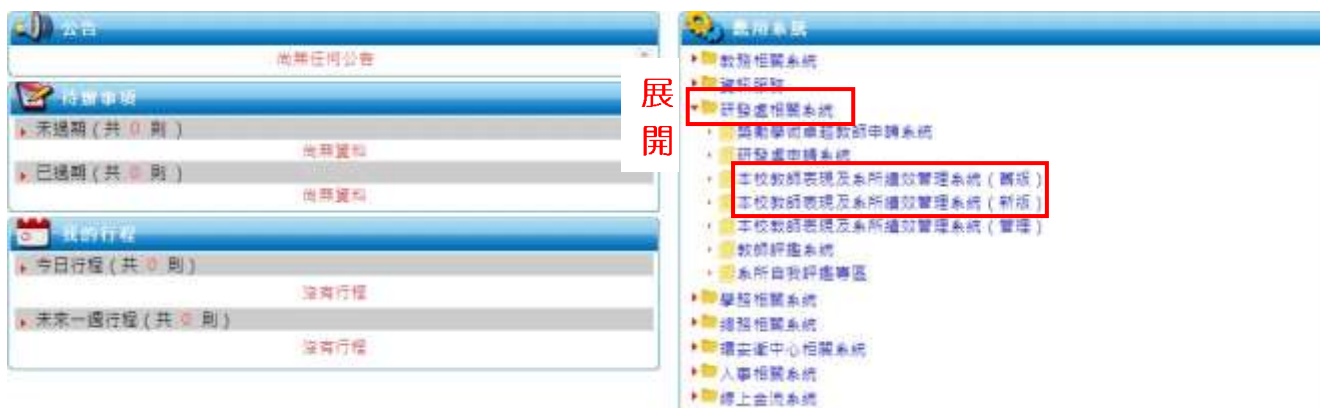 公告
尚無任何公告
待辦事項
未過期 ( 共 0 則 )
尚無資料
已過期 ( 共 0 則 )
尚無資料
我的行程
今日行程 ( 共 0 則 )
沒有行程
未來一週行程 ( 共 0 則 )
沒有行程
展
開
應用系統
教務相關系統
資訊服務
研發處相關系統
獎勵學術卓越教師申請系統
研發處申請系統
本校教師表現及系所績效管理系統 ( 舊版 )
本校教師表現及系所績效管理系統 ( 新版 )
本校教師表現及系所績效管理系統 ( 管理 )
教師評鑑系統
系所自我評鑑專區
學務相關系統
總務相關系統
環安衛中心相關系統
人事相關系統
線上金流系統